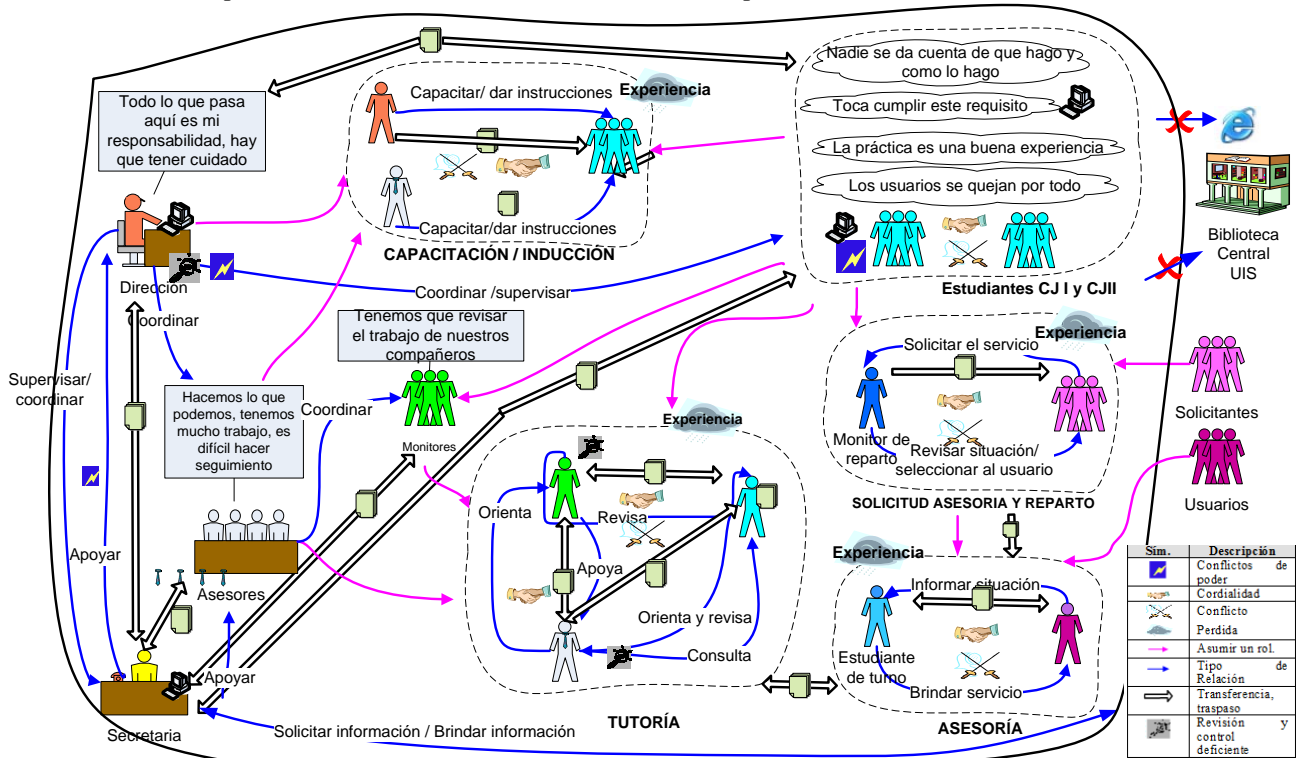 Nadie se da cuenta de que hago y
como lo hago
Toca cumplir este requisito
La práctica es una buena experiencia
Los usuarios se quejan por todo
Estudiantes CJ I y CJII
Todo lo que pasa
aquí es mi
responsabilidad, hay
que tener cuidado
Capacitar/ dar instrucciones
Experiencia
Capacitar/dar instrucciones
CAPACITACIÓN / INDUCCIÓN
Biblioteca
Central
UIS
Dirección
Coordinar
Coordinar /supervisar
Tenemos que revisar
el trabajo de nuestros
compañeros
Supervisar/
coordinar
Hacemos lo que
podemos, tenemos
mucho trabajo, es
difícil hacer
seguimiento
Coordinar
Monitores
Experiencia
Solicitar el servicio
Experiencia
Monitor de
reparto
Revisar situación/
seleccionar al usuario
SOLICITUD ASESORIA Y REPARTO
Solicitantes
Usuarios
Orienta
Revisa
Apoya
Orienta y revisa
Consulta
TUTORÍA
Apoyar
Asesores
Apoyar
Secretaria
Solicitar información / Brindar información
Experiencia
Informar situación
Estudiante
de turno
Brindar servicio
ASESORÍA
Sím. Descripción
Conflictos de
poder
Cordialidad
Conflicto
Perdida
Asumir un rol.
Tipo de
Relación
Transferencia,
traspaso
Revisión y
control
deficiente